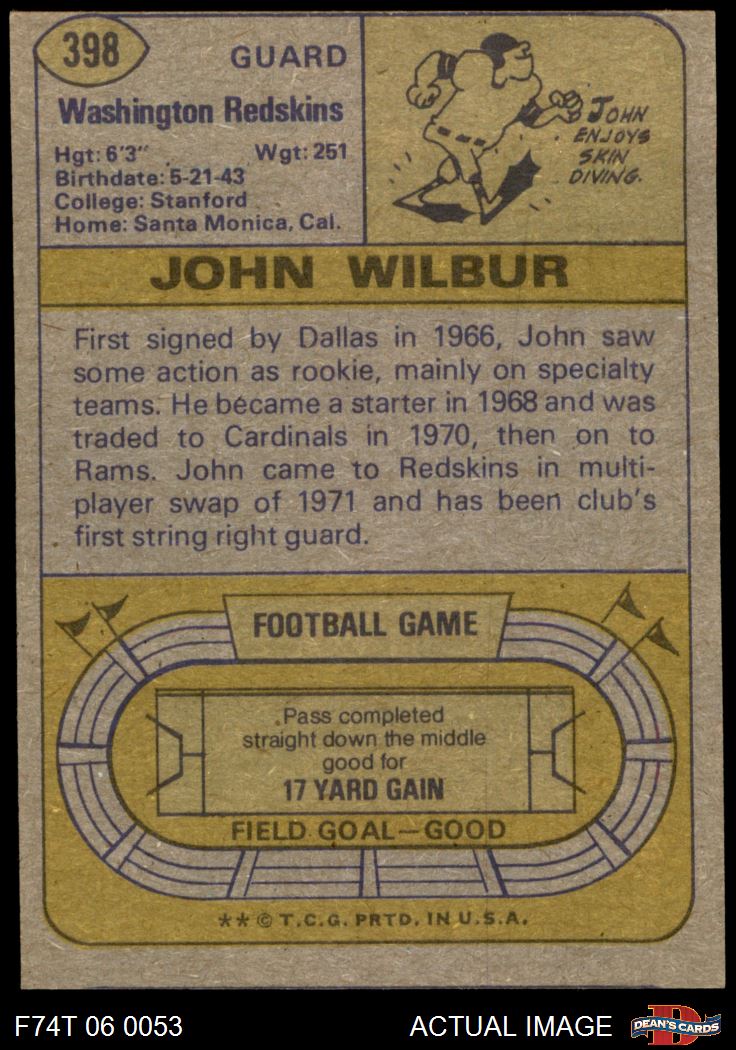 398
GUARD
Washington Redskins
Hgt: 6'3" Wgt: 251
Birthdate: 5-21-43
College: Stanford
Home: Santa Monica, Cal.
JOHN
ENJOYS
SKIN
DIVING.
JOHN WILBUR
First signed by Dallas in 1966, John saw
some action as rookie, mainly on specialty
teams. He became a starter in 1968 and was
traded to Cardinals in 1970, then on to
Rams. John came to Redskins in multi-
player swap of 1971 and has been club's
first string right guard.
FOOTBALL GAME
Pass completed
straight down the middle
good for
17 YARD GAIN
FIELD GOAL—GOOD
** © T.C.G. PRTD. IN U.S.A.
F74T 06 0053 ACTUAL IMAGE
D
DEAN'S CARDS